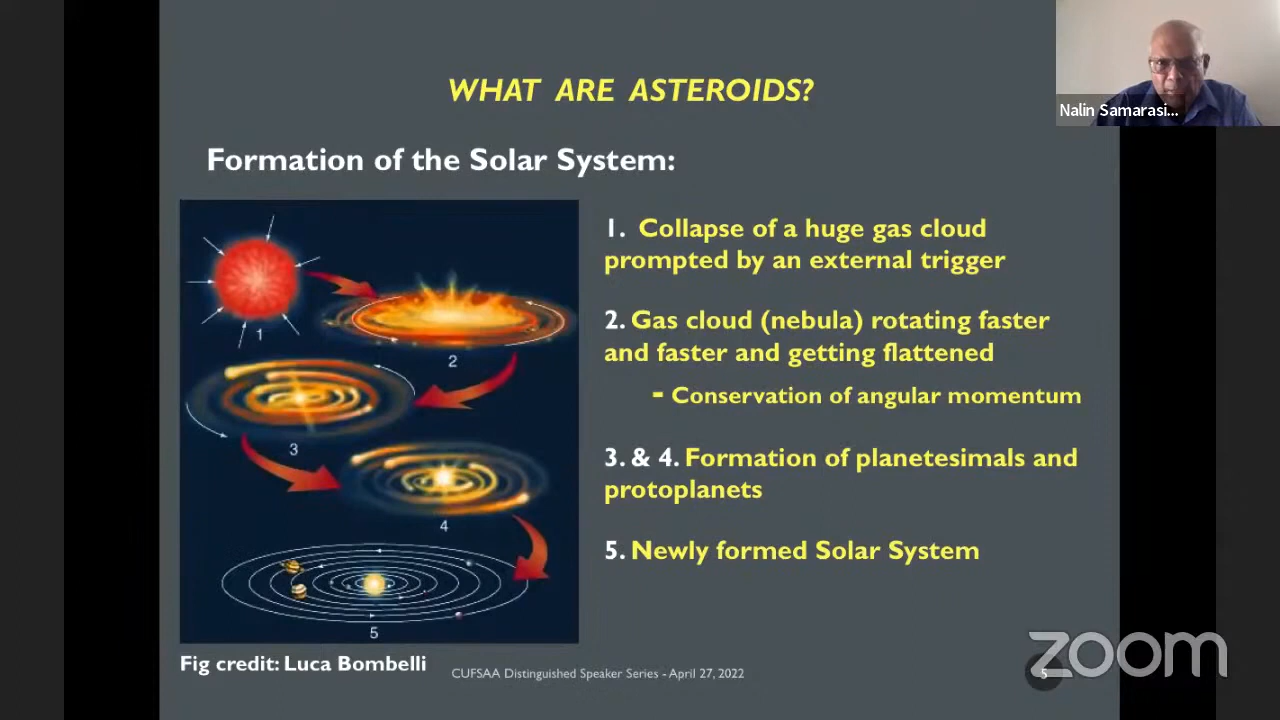 WHAT ARE ASTEROIDS?
Nalin Samarasi...
Formation of the Solar System:
1
2
3
4
5
1. Collapse of a huge gas cloud
prompted by an external trigger
2. Gas cloud (nebula) rotating faster
and faster and getting flattened
- Conservation of angular momentum
3. & 4. Formation of planetesimals and
protoplanets
5. Newly formed Solar System
Fig credit: Luca Bombelli
CUFSAA Distinguished Speaker Series - April 27, 2022
5
zoom